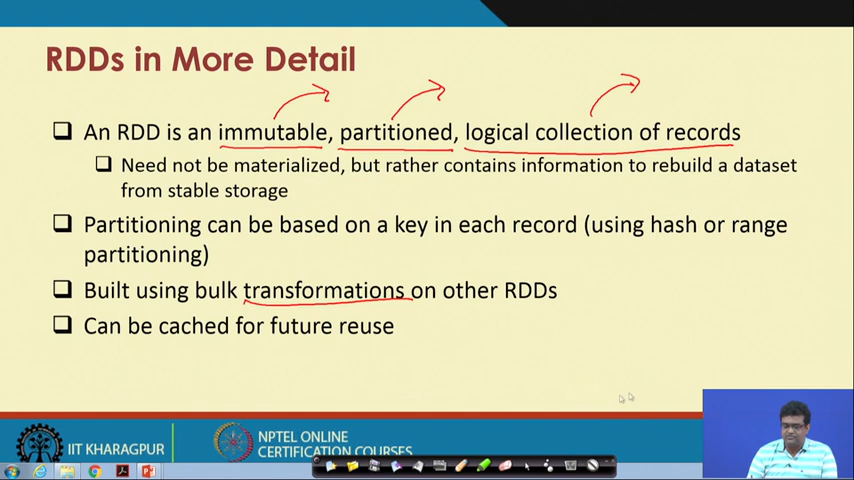 RDDs in More Detail
An RDD is an immutable, partitioned, logical collection of records
Need not be materialized, but rather contains information to rebuild a dataset
from stable storage
Partitioning can be based on a key in each record (using hash or range
partitioning)
Built using bulk transformations on other RDDs
Can be cached for future reuse
IIT KHARAGPUR
NPTEL ONLINE
CERTIFICATION COURSES